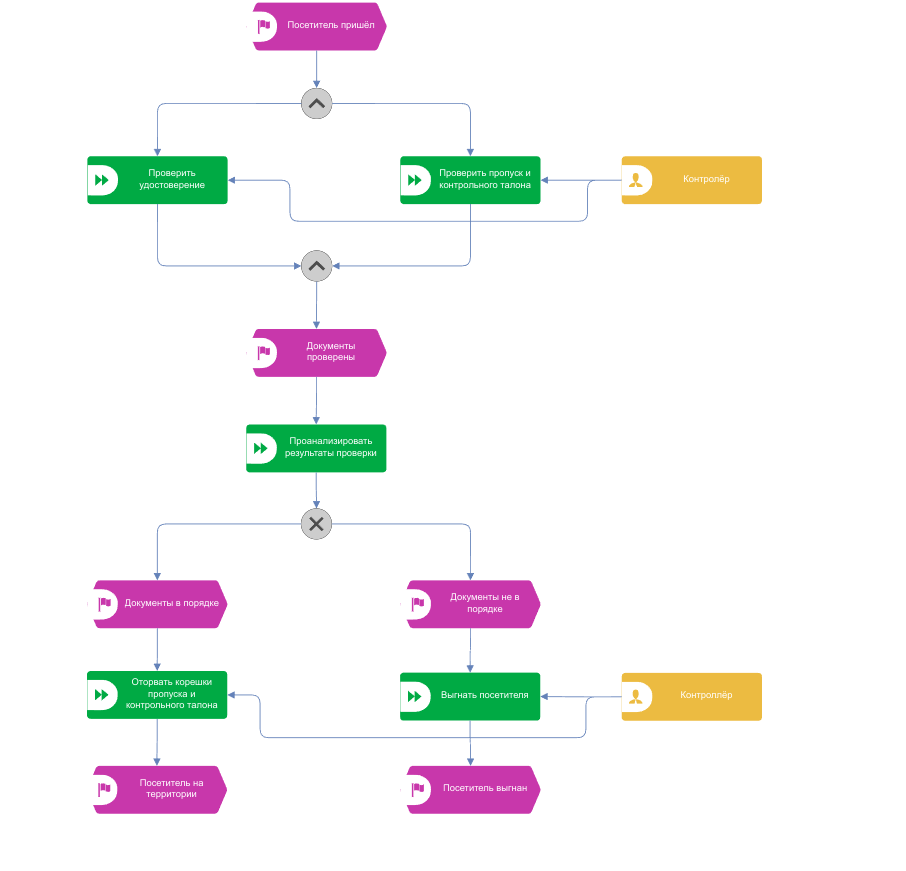 Посетитель пришёл
Проверить
удостоверение
Проверить пропуск и
контрольного талона
Контролёр
Документы
проверены
Проанализировать
результаты проверки
Документы в порядке
Документы не в
порядке
Оторвать корешки
пропуска и
контрольного талона
Выгнать посетителя
Контроллёр
Посетитель на
территории
Посетитель выгнан